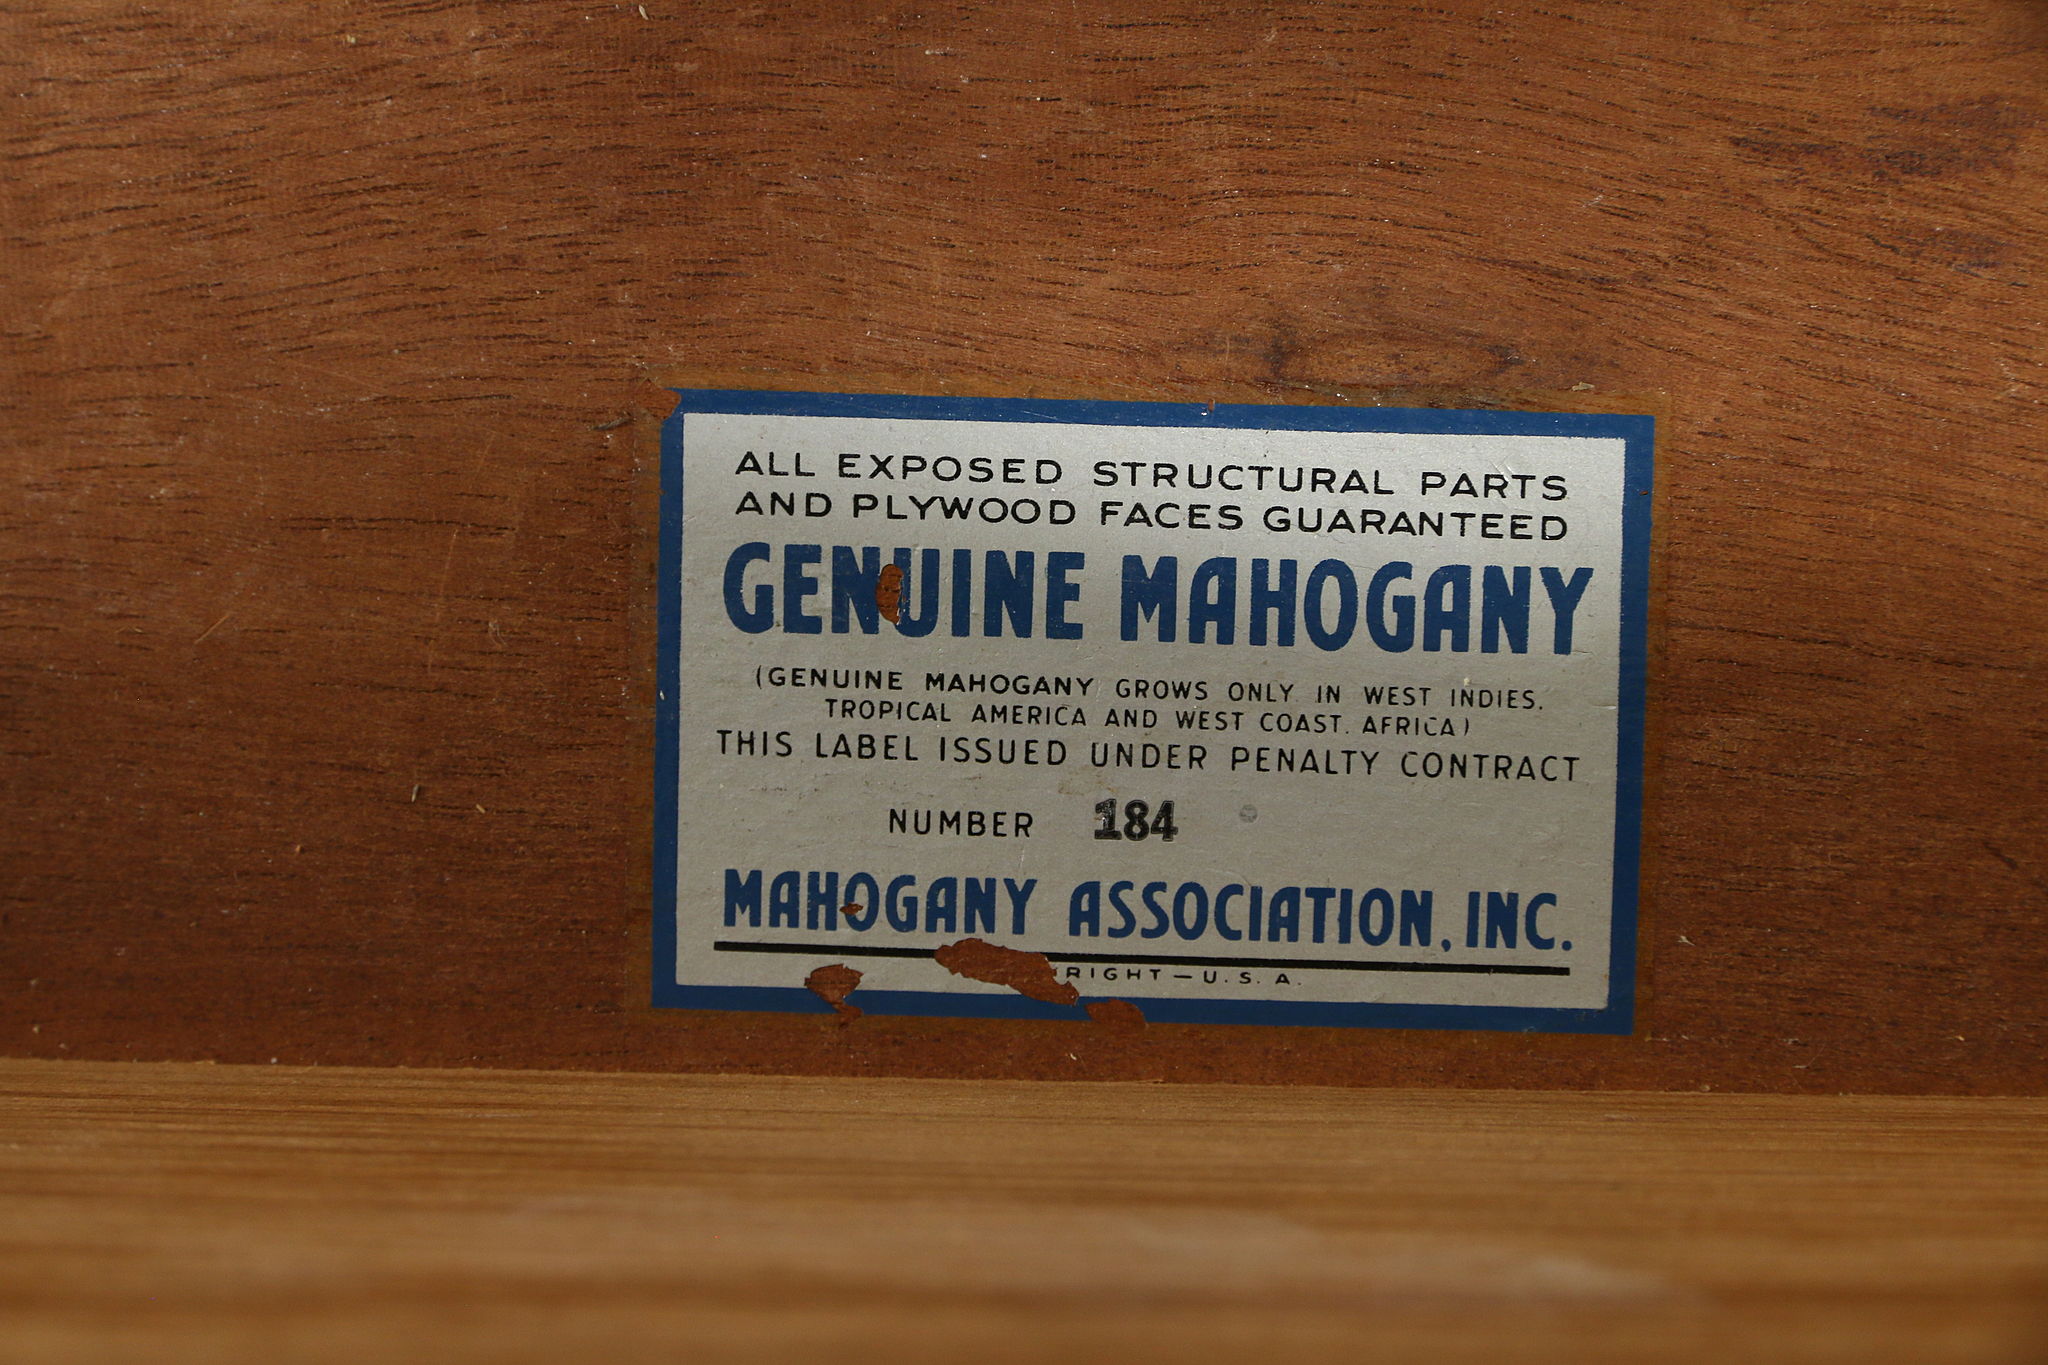 ALL EXPOSED STRUCTURAL PARTS
AND PLYWOOD FACES GUARANTEED
GENUINE MAHOGANY
(GENUINE MAHOGANY GROWS ONLY IN WEST INDIES.
TROPICAL AMERICA AND WEST COAST. AFRICA)
THIS LABEL ISSUED UNDER PENALTY CONTRACT
NUMBER 184
MAHOGANY ASSOCIATION, INC.
RIGHT—U.S.A.